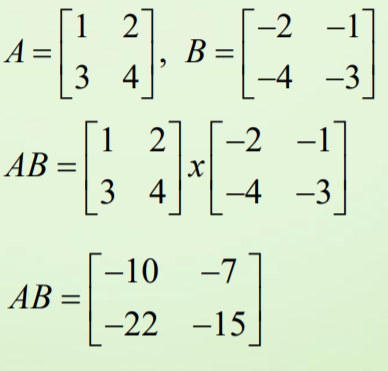 A = [1 2; 3 4], B = [–2 –1; –4 –3]
AB = [1 2; 3 4] x [–2 –1; –4 –3]
AB = [–10 –7; –22 –15]